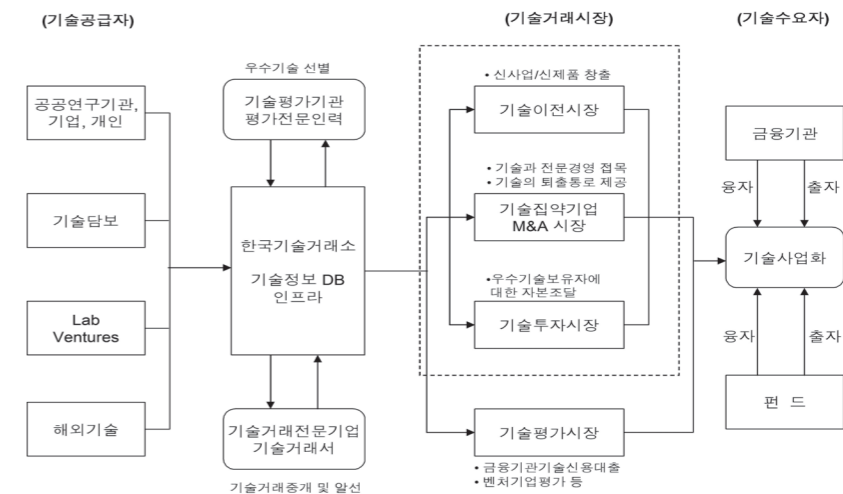 (기술공급자)
(기술거래시장)
(기술수요자)
공공연구기관,
기업, 개인
기술담보
Lab
Ventures
해외기술
우수기술 선별
기술평가기관
평가전문인력
한국기술거래소
기술정보 DB
인프라
기술거래전문기업
기술거래서
기술거래중개 및 알선
• 신사업/신제품 창출
기술이전시장
• 기술과 전문경영 접목
• 기술의 퇴출통로 제공
기술집약기업
M&A 시장
•우수기술보유자에
대한 자본조달
기술투자시장
기술평가시장
• 금융기관기술신용대출
• 벤처기업평가 등
금융기관
융자
출자
기술사업화
융자
출자
펀 드